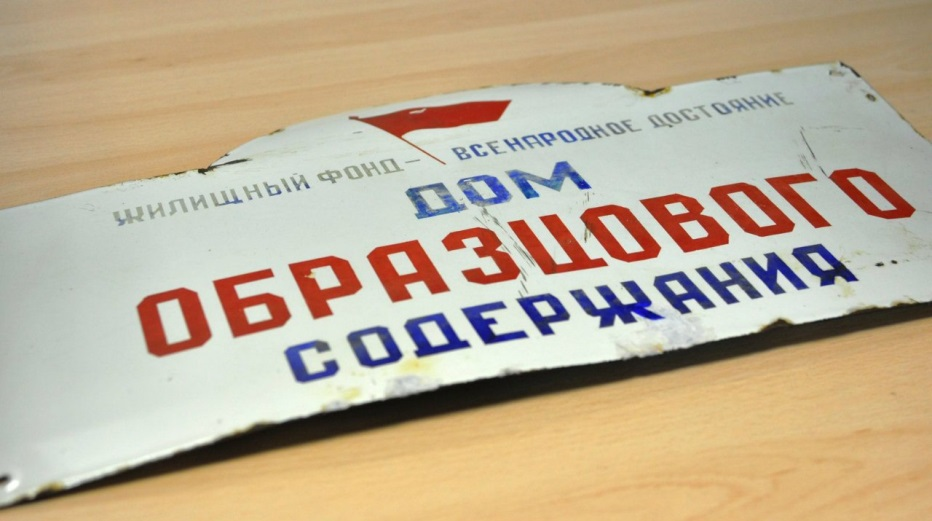 ЖИЛИЩНЫЙ ФОНД – ВСЕНАРОДНОЕ ДОСТОЯНИЕ
ДОМ
ОБРАЗЦОВОГО
СОДЕРЖАНИЯ